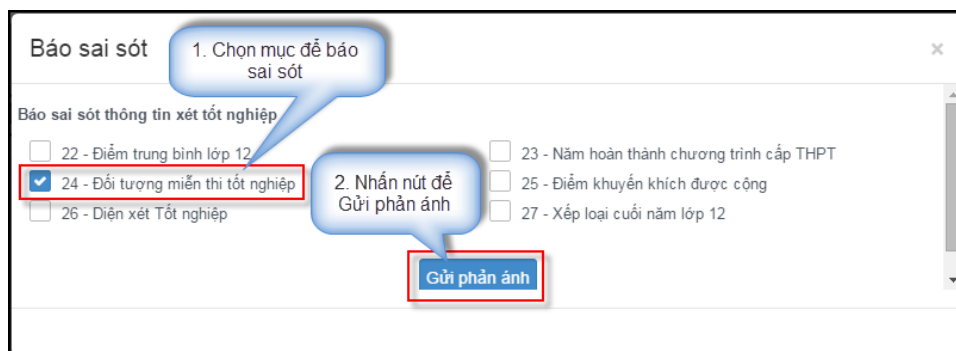 Báo sai sót
1. Chọn mục để báo
sai sót
×
Báo sai sót thông tin xét tốt nghiệp
22 - Điểm trung bình lớp 12
23 - Năm hoàn thành chương trình cấp THPT
24 - Đối tượng miễn thi tốt nghiệp
25 - Điểm khuyến khích được cộng
26 - Diện xét Tốt nghiệp
27 - Xếp loại cuối năm lớp 12
2. Nhấn nút để
Gửi phản ánh
Gửi phản ánh